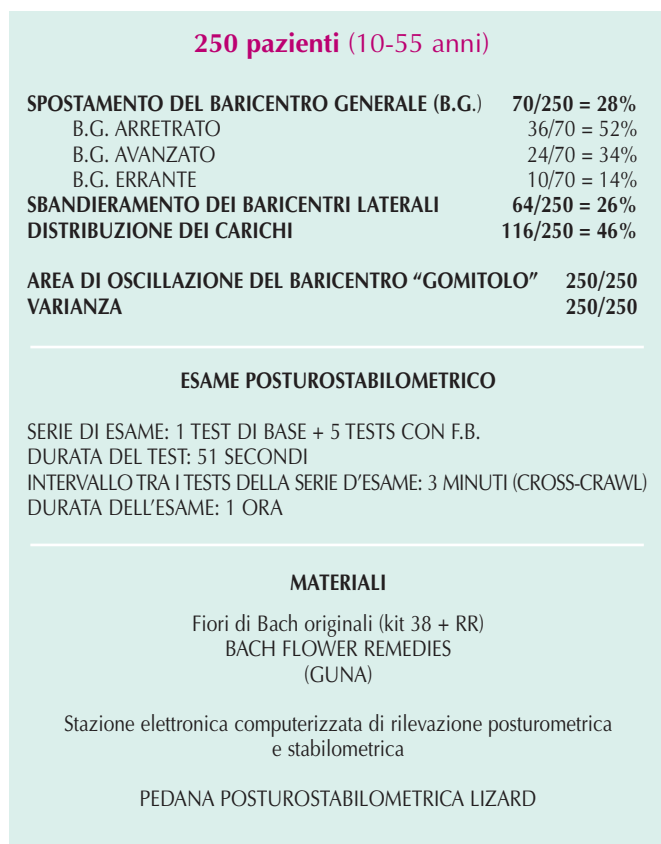 250 pazienti (10-55 anni)
SPOSTAMENTO DEL BARICENTRO GENERALE (B.G.) 70/250 = 28%
B.G. ARRETRATO 36/70 = 52%
B.G. AVANZATO 24/70 = 34%
B.G. ERRANTE 10/70 = 14%
SBANDIERAMENTO DEI BARICENTRI LATERALI 64/250 = 26%
DISTRIBUZIONE DEI CARICHI 116/250 = 46%
AREA DI OSCILLAZIONE DEL BARICENTRO “GOMITOLO” 250/250
VARIANZA 250/250
ESAME POSTUROSTABILOMETRICO
SERIE DI ESAME: 1 TEST DI BASE + 5 TESTS CON F.B.
DURATA DEL TEST: 51 SECONDI
INTERVALLO TRA I TESTS DELLA SERIE D’ESAME: 3 MINUTI (CROSS-CRAWL)
DURATA DELL’ESAME: 1 ORA
MATERIALI
Fiori di Bach originali (kit 38 + RR)
BACH FLOWER REMEDIES
(GUNA)
Stazione elettronica computerizzata di rilevazione posturometrica
e stabilometrica
PEDANA POSTUROSTABILOMETRICA LIZARD